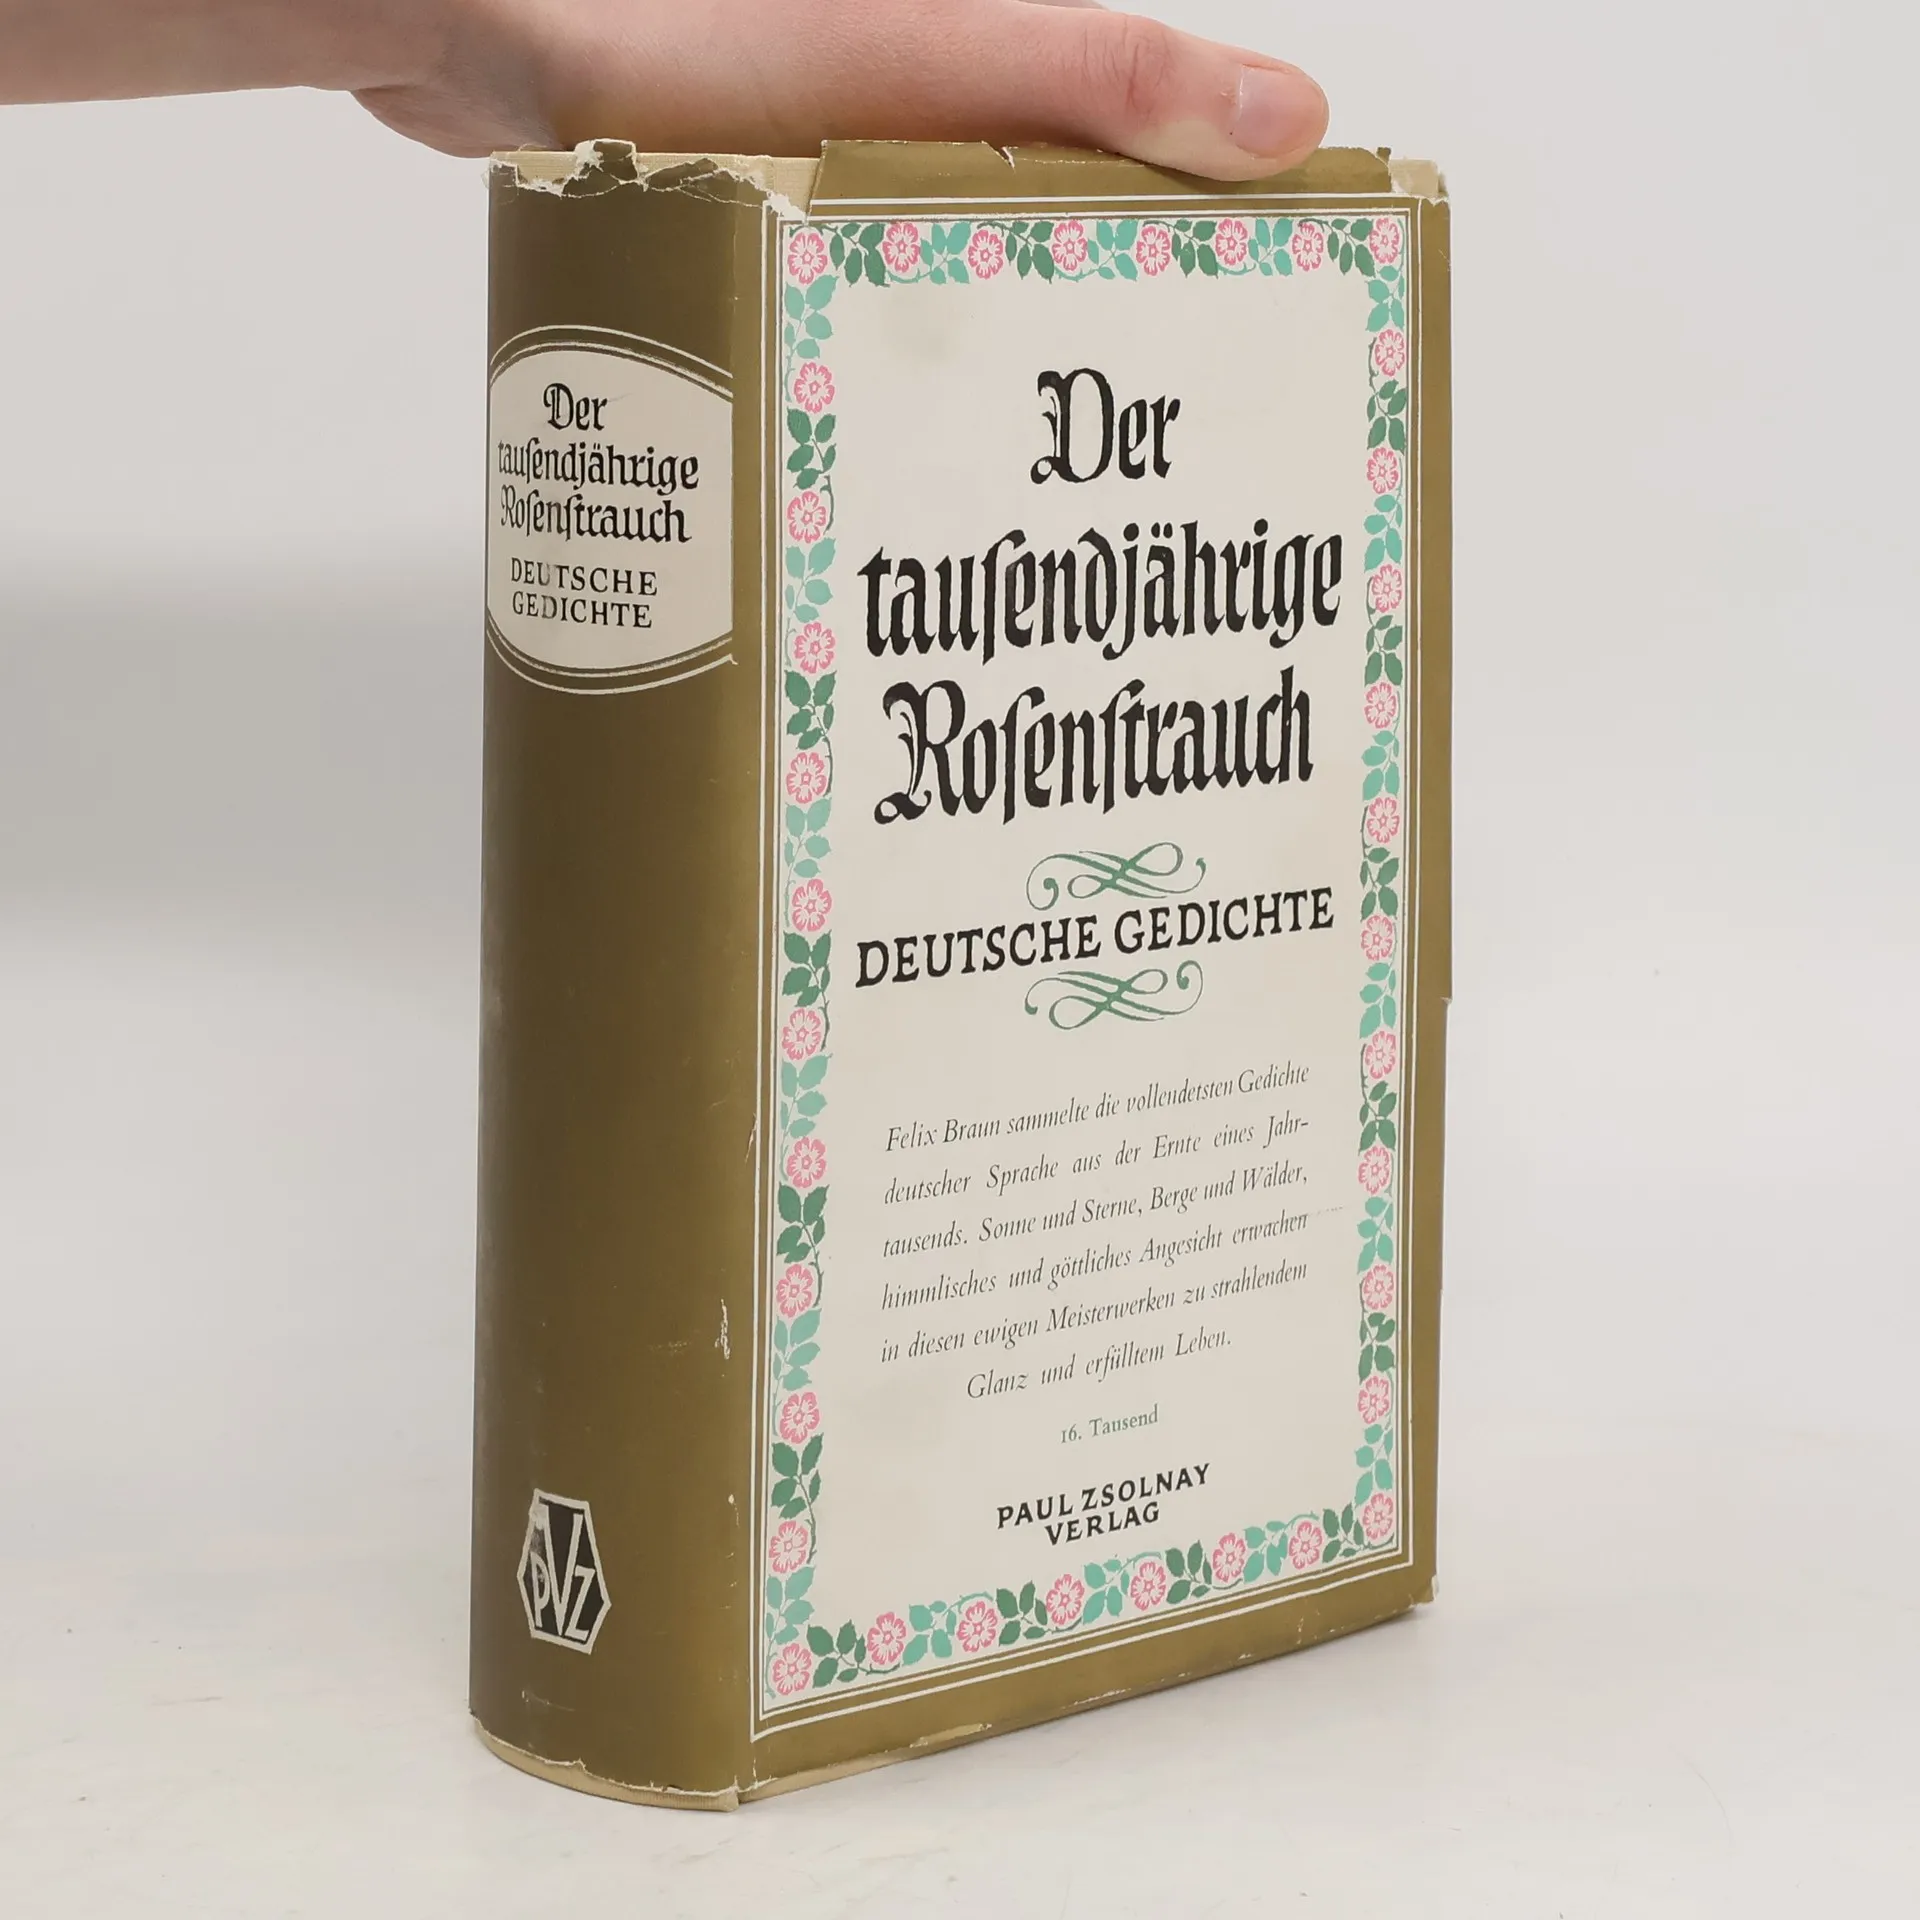 Der
tauſendjährige
Roſenſtrauch
DEUTSCHE
GEDICHTE
PVZ
Der
tauſendjährige
Roſenſtrauch
DEUTSCHE GEDICHTE
Felix Braun sammelte die vollendetsten Gedichte
deutscher Sprache aus der Ernte eines Jahr-
tausends. Sonne und Sterne, Berge und Wälder,
himmlisches und göttliches Angesicht erwachen
in diesen ewigen Meisterwerken zu strahlendem
Glanz und erfülltem Leben.
16. Tausend
PAUL ZSOLNAY
VERLAG